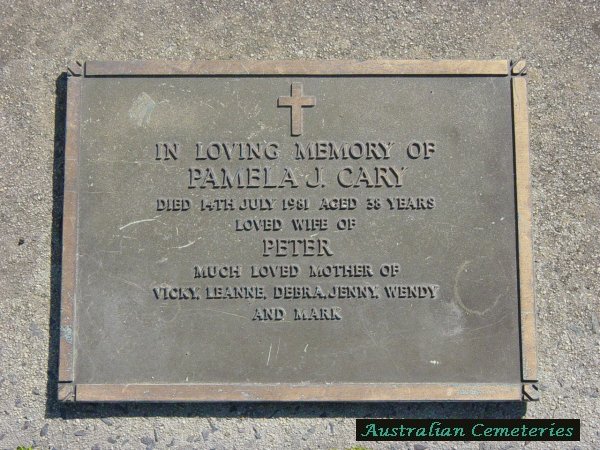 IN LOVING MEMORY OF
PAMELA J. CARY
DIED 14TH JULY 1981 AGED 38 YEARS
LOVED WIFE OF
PETER
MUCH LOVED MOTHER OF
VICKY, LEANNE, DEBRA, JENNY, WENDY
AND MARK
Australian Cemeteries